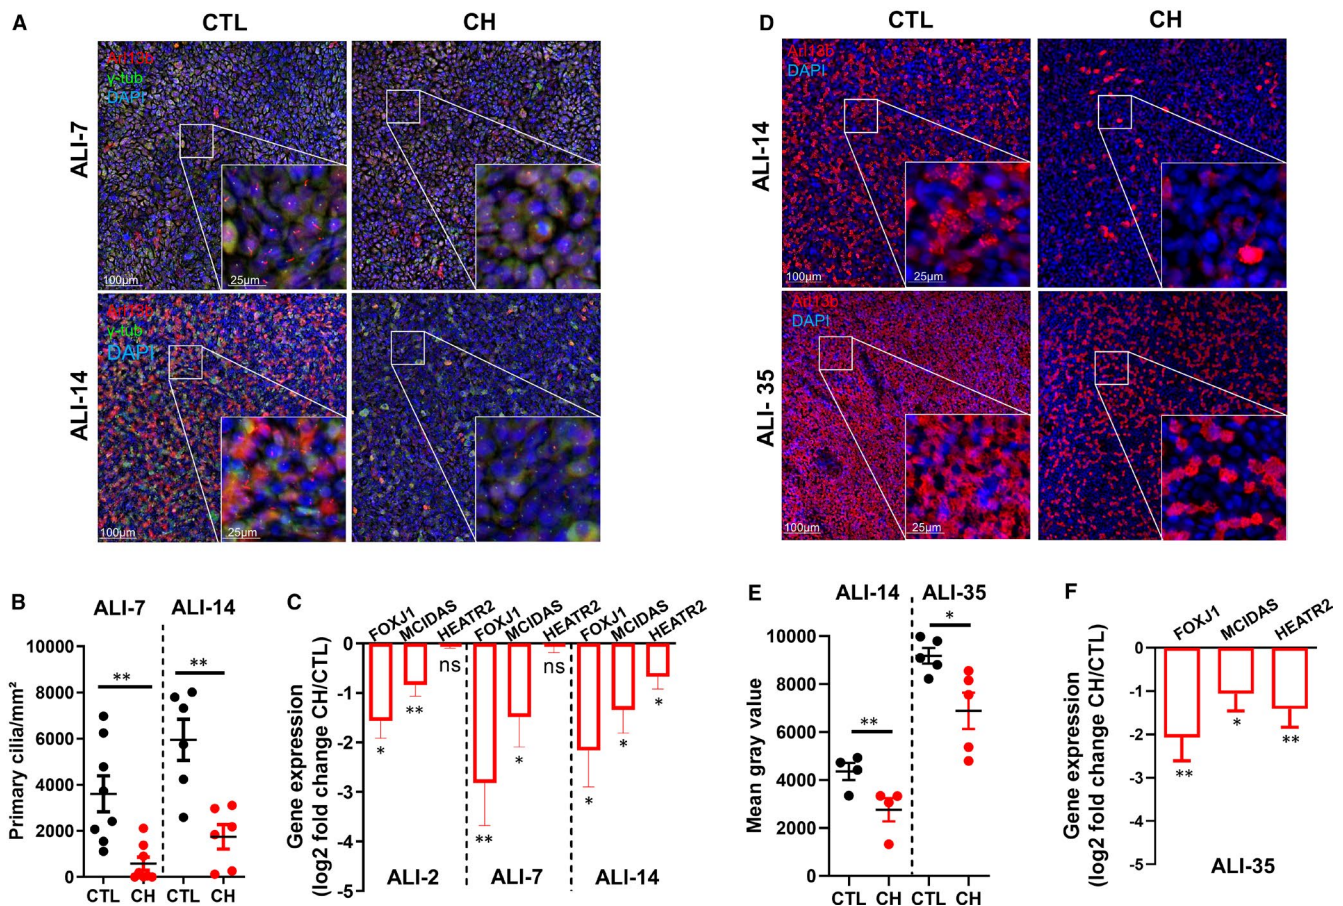 A
CTL
CH
ALI-7
Arl13b
γ-tub
DAPI
100µm
25µm
ALI-14
Arl13b
γ-tub
DAPI
100µm
25µm
D
CTL
CH
ALI-14
Arl13b
DAPI
100µm
25µm
ALI- 35
Arl13b
DAPI
100µm
25µm
B
ALI-7
ALI-14
Primary cilia/mm²
10000
8000
6000
4000
2000
0
**
**
CTL
CH
CTL
CH
C
FOXJ1
MCIDAS
HEATR2
FOXJ1
MCIDAS
HEATR2
FOXJ1
MCIDAS
HEATR2
Gene expression
(log2 fold change CH/CTL)
0
-1
-2
-3
-4
-5
*
**
ns
**
*
ns
*
*
*
ALI-2
ALI-7
ALI-14
E
ALI-14
ALI-35
Mean gray value
10000
8000
6000
4000
2000
0
**
*
CTL
CH
CTL
CH
F
FOXJ1
MCIDAS
HEATR2
Gene expression
(log2 fold change CH/CTL)
0
-1
-2
-3
-4
-5
**
*
**
ALI-35